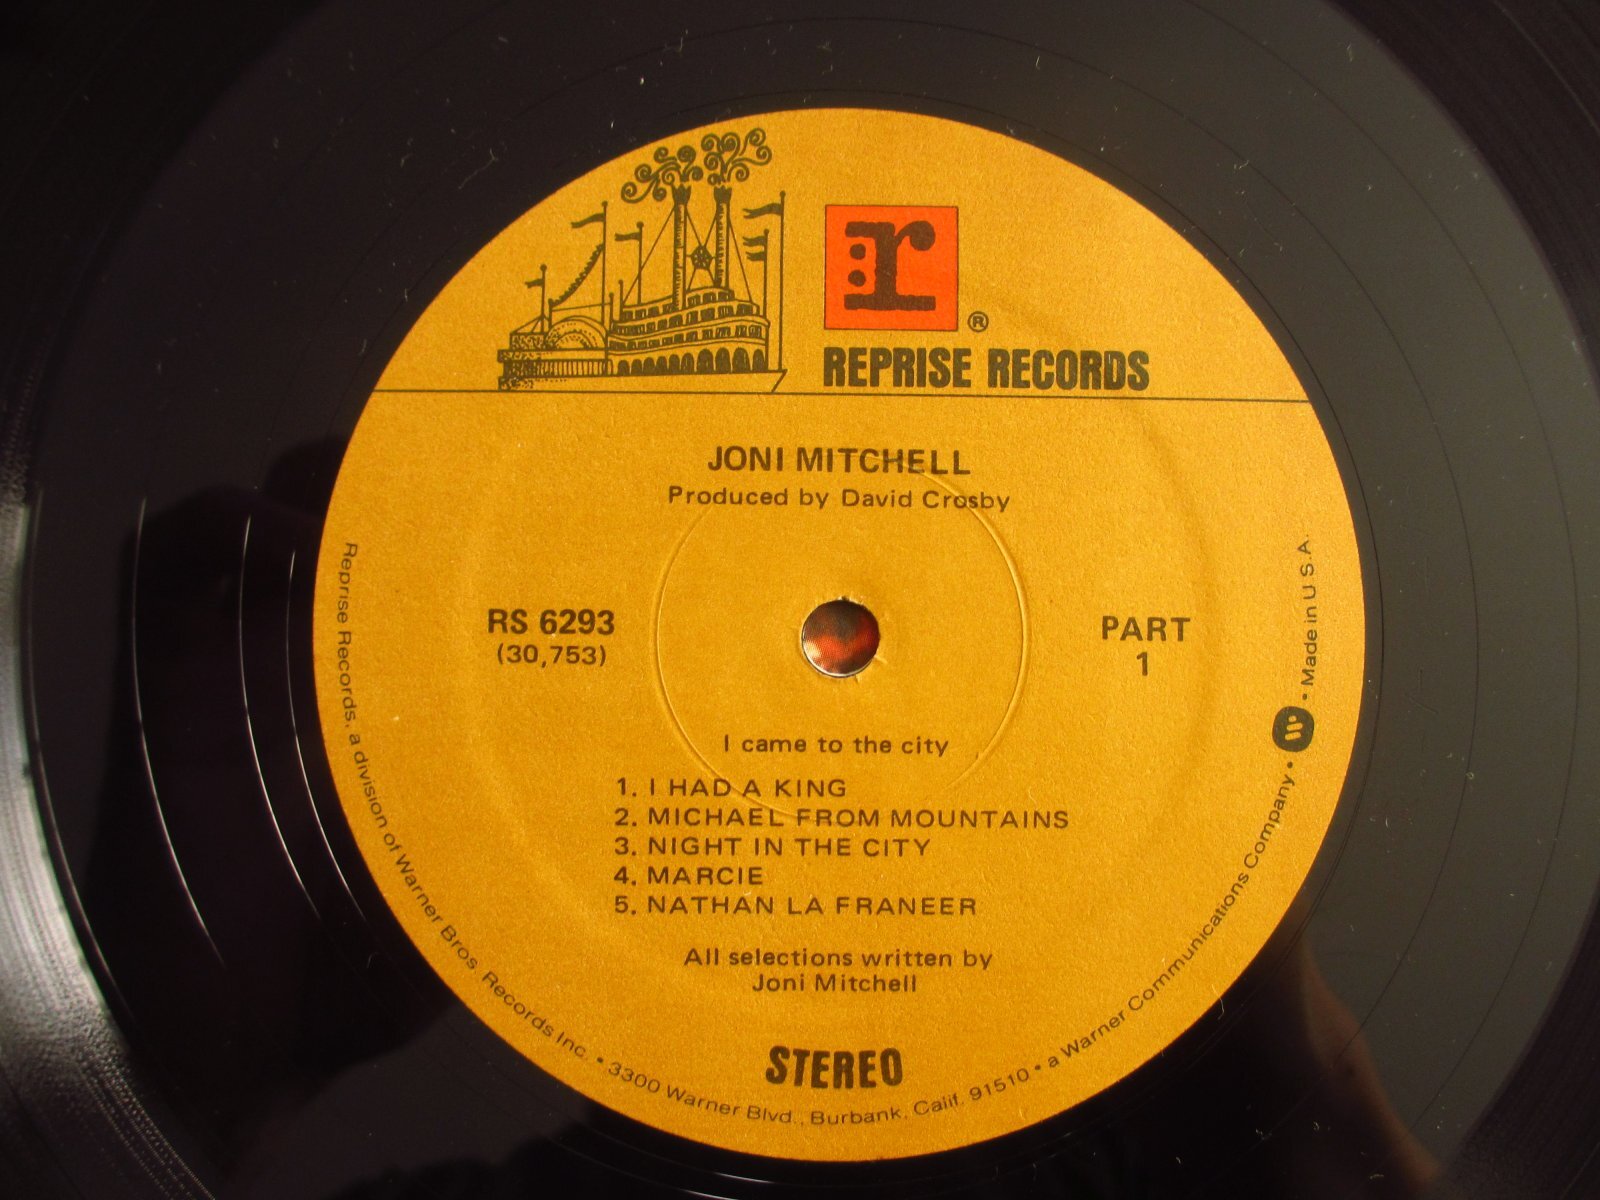 r
®
REPRISE RECORDS
JONI MITCHELL
Produced by David Crosby
RS 6293
(30,753)
PART
1
I came to the city
1. I HAD A KING
2. MICHAEL FROM MOUNTAINS
3. NIGHT IN THE CITY
4. MARCIE
5. NATHAN LA FRANEER
All selections written by
Joni Mitchell
STEREO
Reprise Records, a division of Warner Bros. Records Inc. • 3300 Warner Blvd., Burbank, Calif. 91510 • a Warner Communications Company • W • Made in U.S.A.